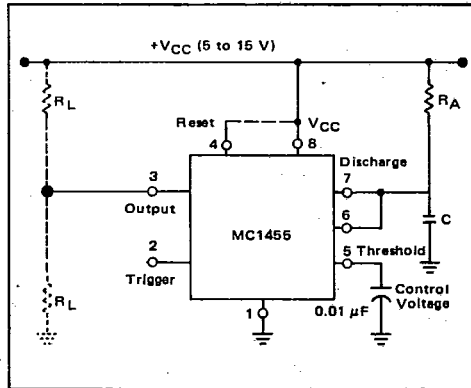 +VCC (5 to 15 V)
RL
RA
Reset
VCC
4
8
Discharge
3
7
Output
6
C
MC1455
2
5
Threshold
Trigger
RL
Control
Voltage
1
0.01 μF